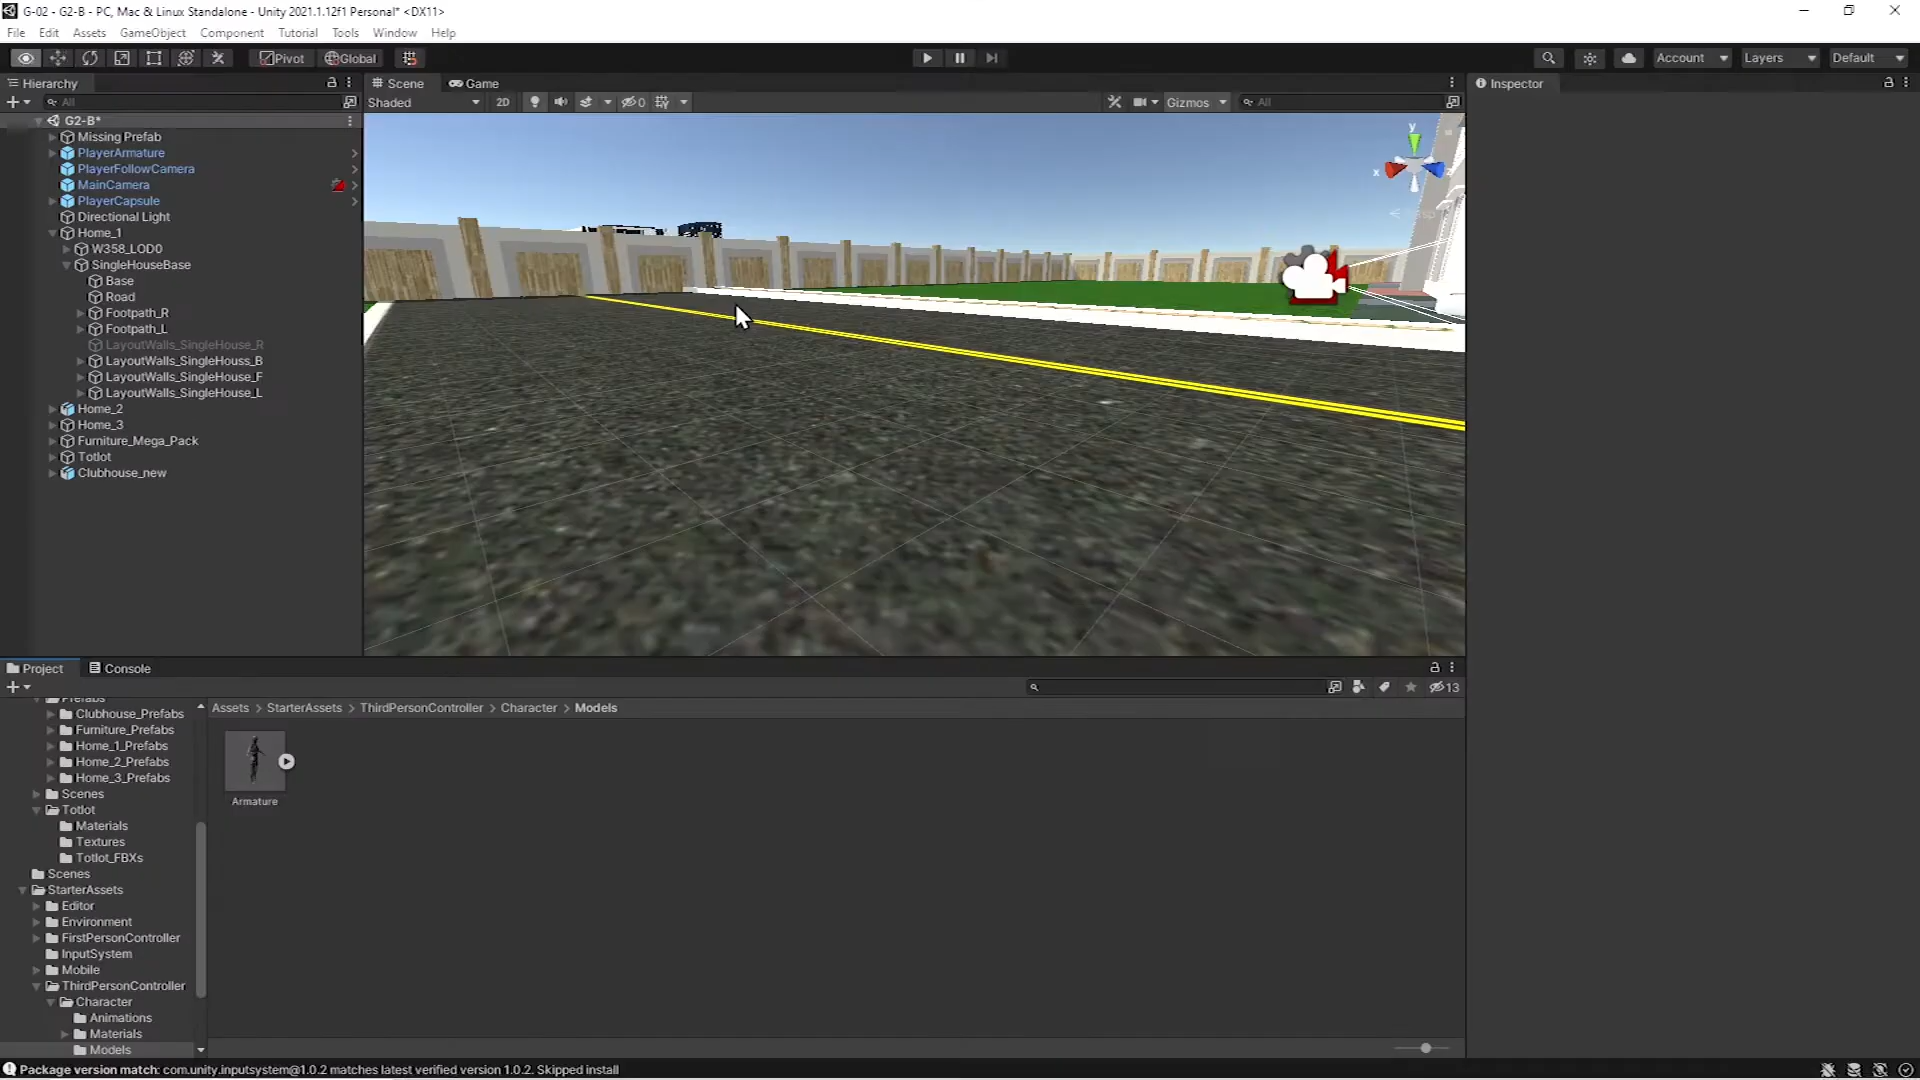 G-02 - G2-B - PC, Mac & Linux Standalone - Unity 2021.1.12f1 Personal* <DX11>
File Edit Assets GameObject Component Tutorial Tools Window Help
Pivot Global Account Layers Default
Hierarchy
All
G2-B*
Missing Prefab
PlayerArmature
PlayerFollowCamera
MainCamera
PlayerCapsule
Directional Light
Home_1
W358_LOD0
SingleHouseBase
Base
Road
Footpath_R
Footpath_L
LayoutWalls_SingleHouse_R
LayoutWalls_SingleHouss_B
LayoutWalls_SingleHouse_F
LayoutWalls_SingleHouse_L
Home_2
Home_3
Furniture_Mega_Pack
Totlot
Clubhouse_new
Scene Game
Shaded 2D 0 Gizmos All
y
x
Inspector
Project Console
13
Prefabs
Clubhouse_Prefabs
Furniture_Prefabs
Home_1_Prefabs
Home_2_Prefabs
Home_3_Prefabs
Scenes
Totlot
Materials
Textures
Totlot_FBXs
Scenes
StarterAssets
Editor
Environment
FirstPersonController
InputSystem
Mobile
ThirdPersonController
Character
Animations
Materials
Models
Assets > StarterAssets > ThirdPersonController > Character > Models
Armature
Package version match: com.unity.inputsystem@1.0.2 matches latest verified version 1.0.2. Skipped install